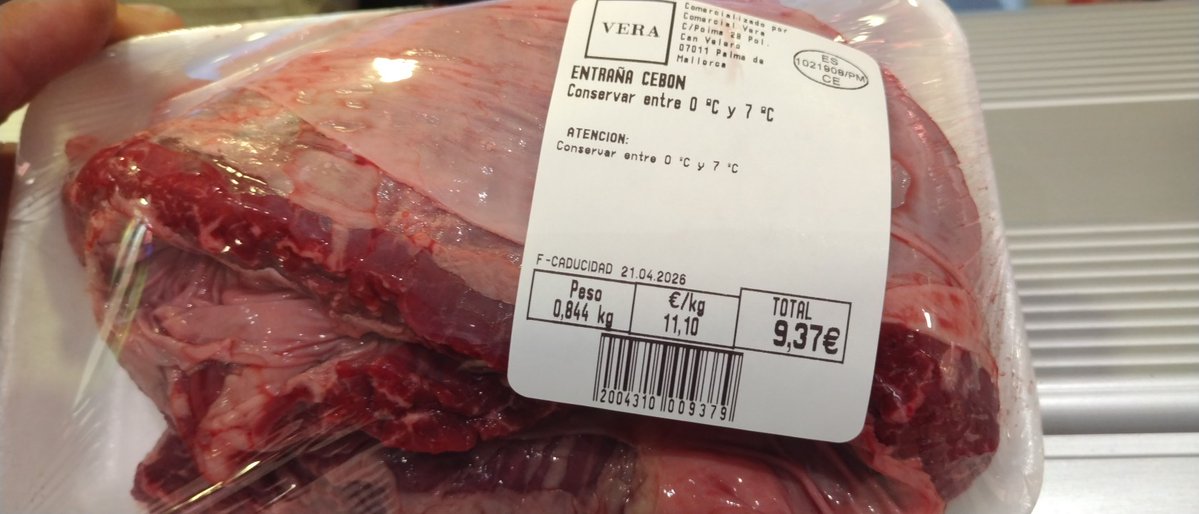 VERA
Comercializado por
Comercial Vera
C/Poima 28 Pol.
Can Valero
07011 Palma de
Mallorca
ES
1021908/PM
CE
ENTRAÑA CEBON
Conservar entre 0 ºC y 7 ºC
ATENCION:
Conservar entre 0 ºC y 7 ºC
F-CADUCIDAD 21.04.2026
Peso €/kg TOTAL
0,844 kg 11,10 9,37€
2004310 009379